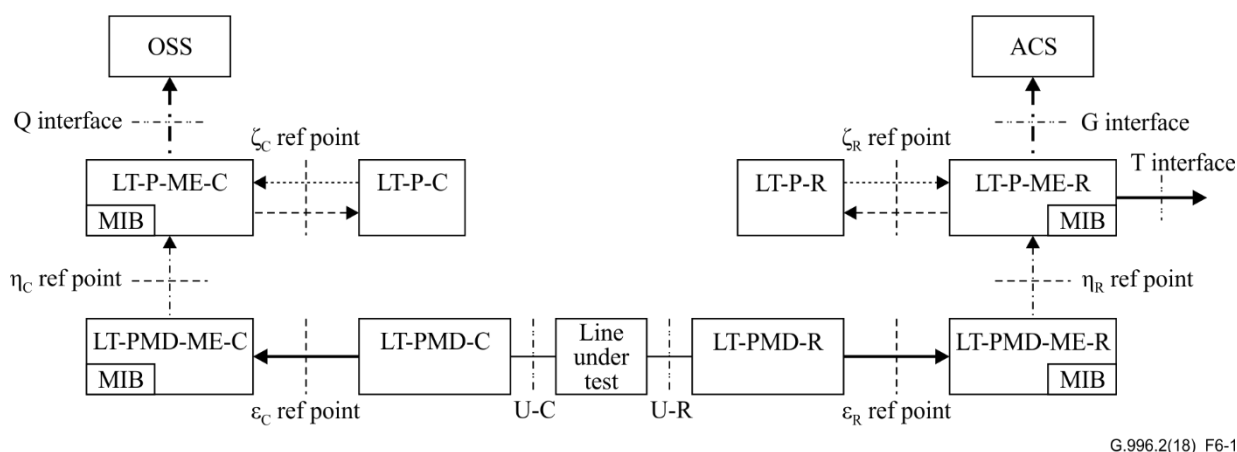 OSS
ACS
Q interface
G interface
ζC ref point
ζR ref point
T interface
LT-P-ME-C
LT-P-C
LT-P-R
LT-P-ME-R
MIB
MIB
ηC ref point
ηR ref point
LT-PMD-ME-C
LT-PMD-C
Line
under
test
LT-PMD-R
LT-PMD-ME-R
MIB
MIB
εC ref point
U-C
U-R
εR ref point
G.996.2(18)_F6-1